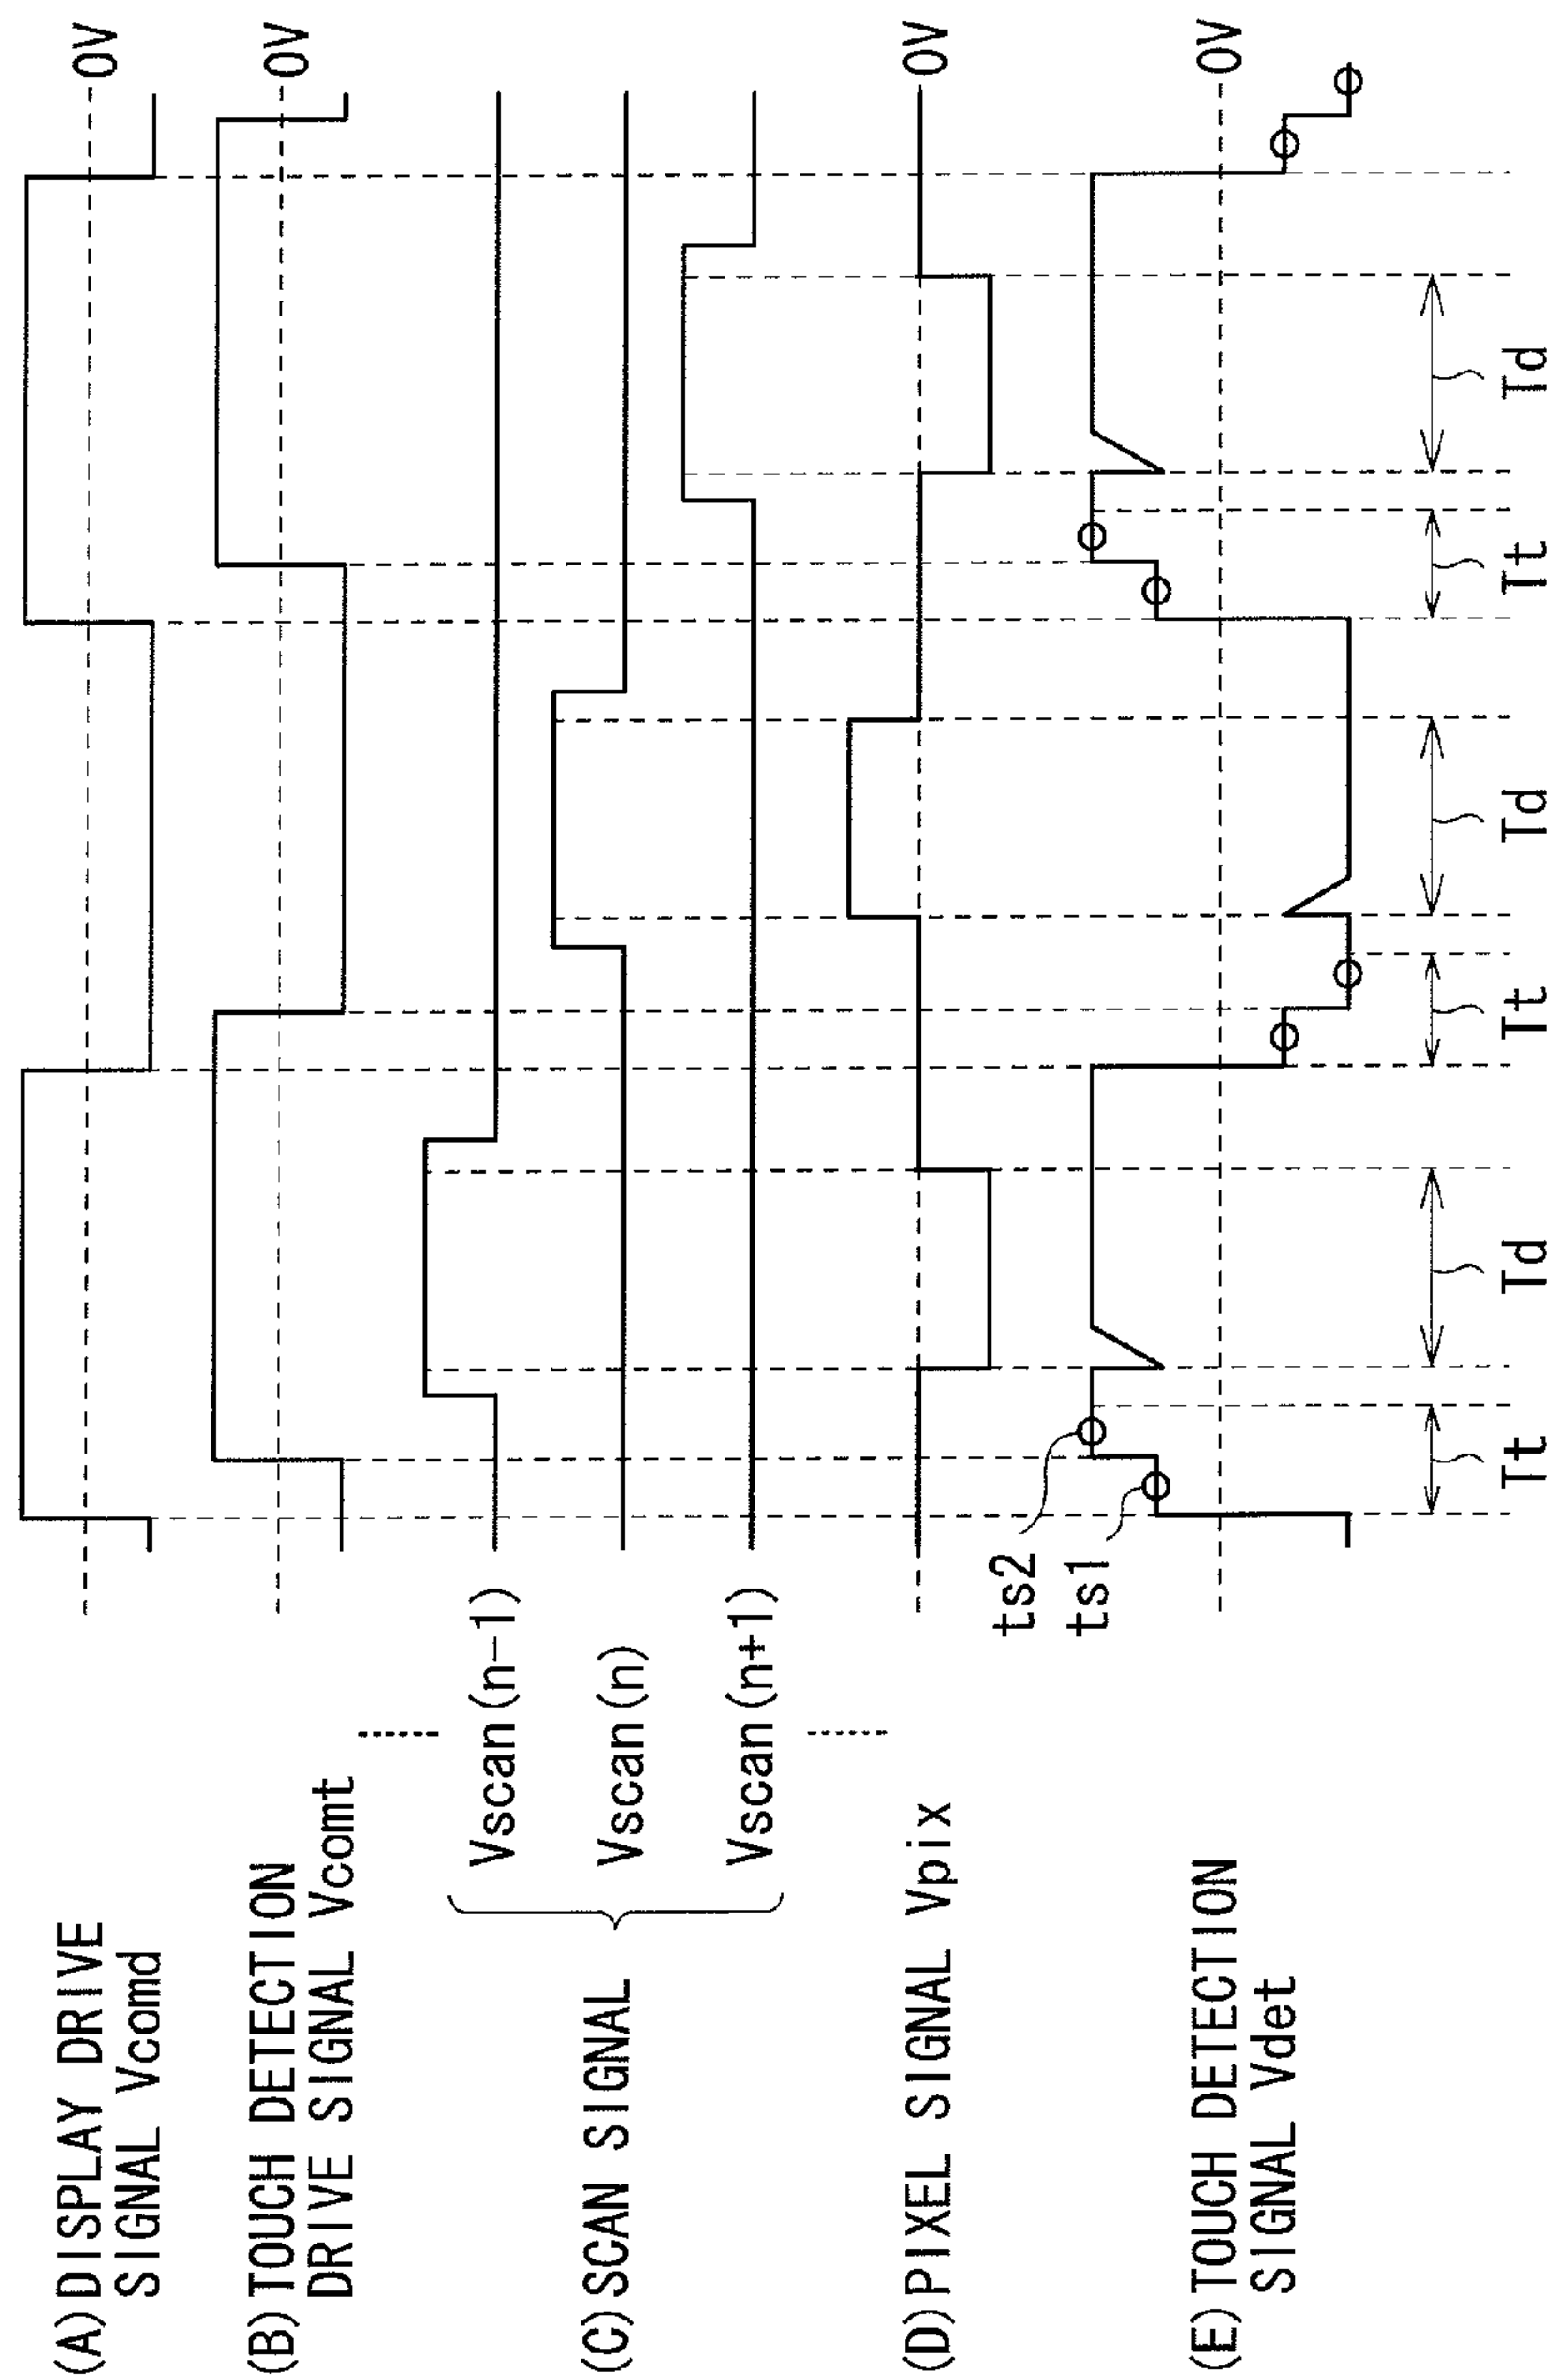 (A) DISPLAY DRIVE
SIGNAL Vcomd
0V
(B) TOUCH DETECTION
DRIVE SIGNAL Vcomt
0V
(C) SCAN SIGNAL
Vscan(n-1)
Vscan(n)
Vscan(n+1)
(D) PIXEL SIGNAL Vpix
0V
ts2
ts1
(E) TOUCH DETECTION
SIGNAL Vdet
0V
Tt
Td
Tt
Td
Tt
Td